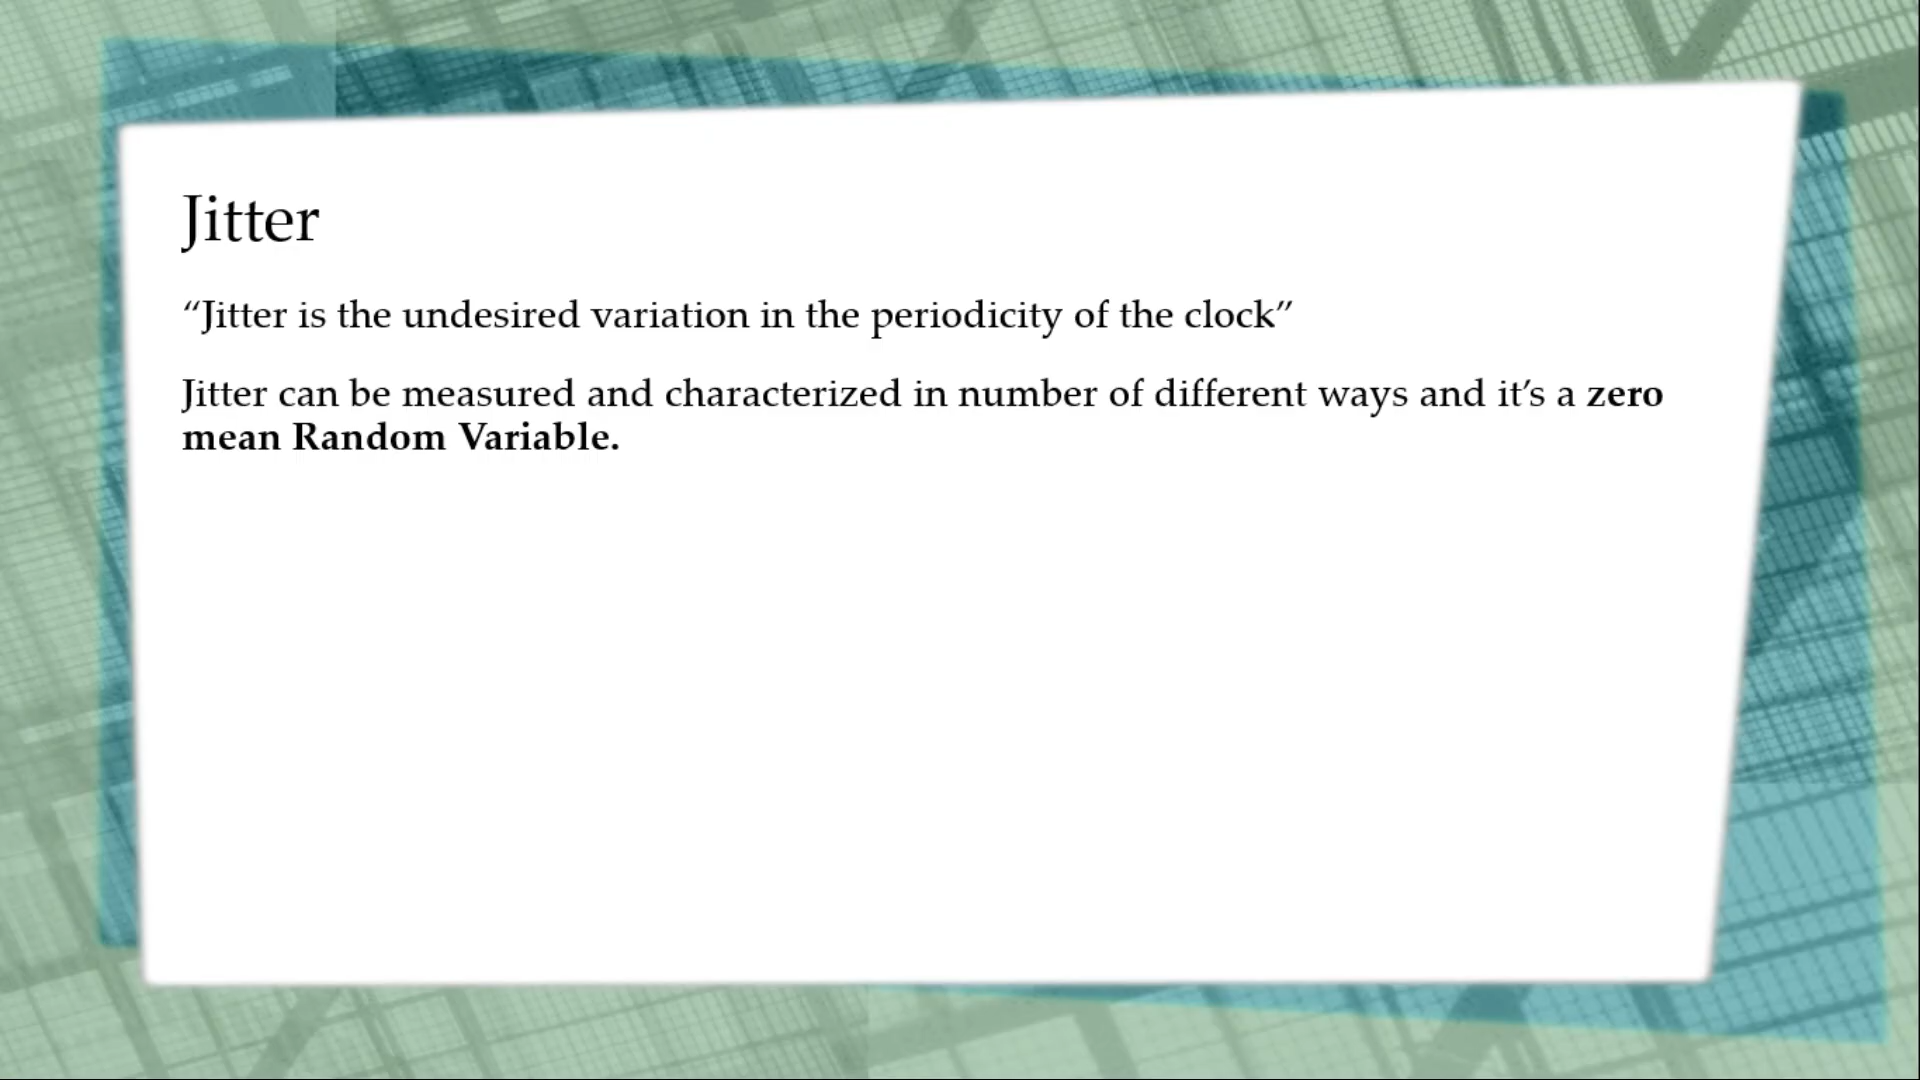 Jitter
“Jitter is the undesired variation in the periodicity of the clock”
Jitter can be measured and characterized in number of different ways and it’s a zero
mean Random Variable.